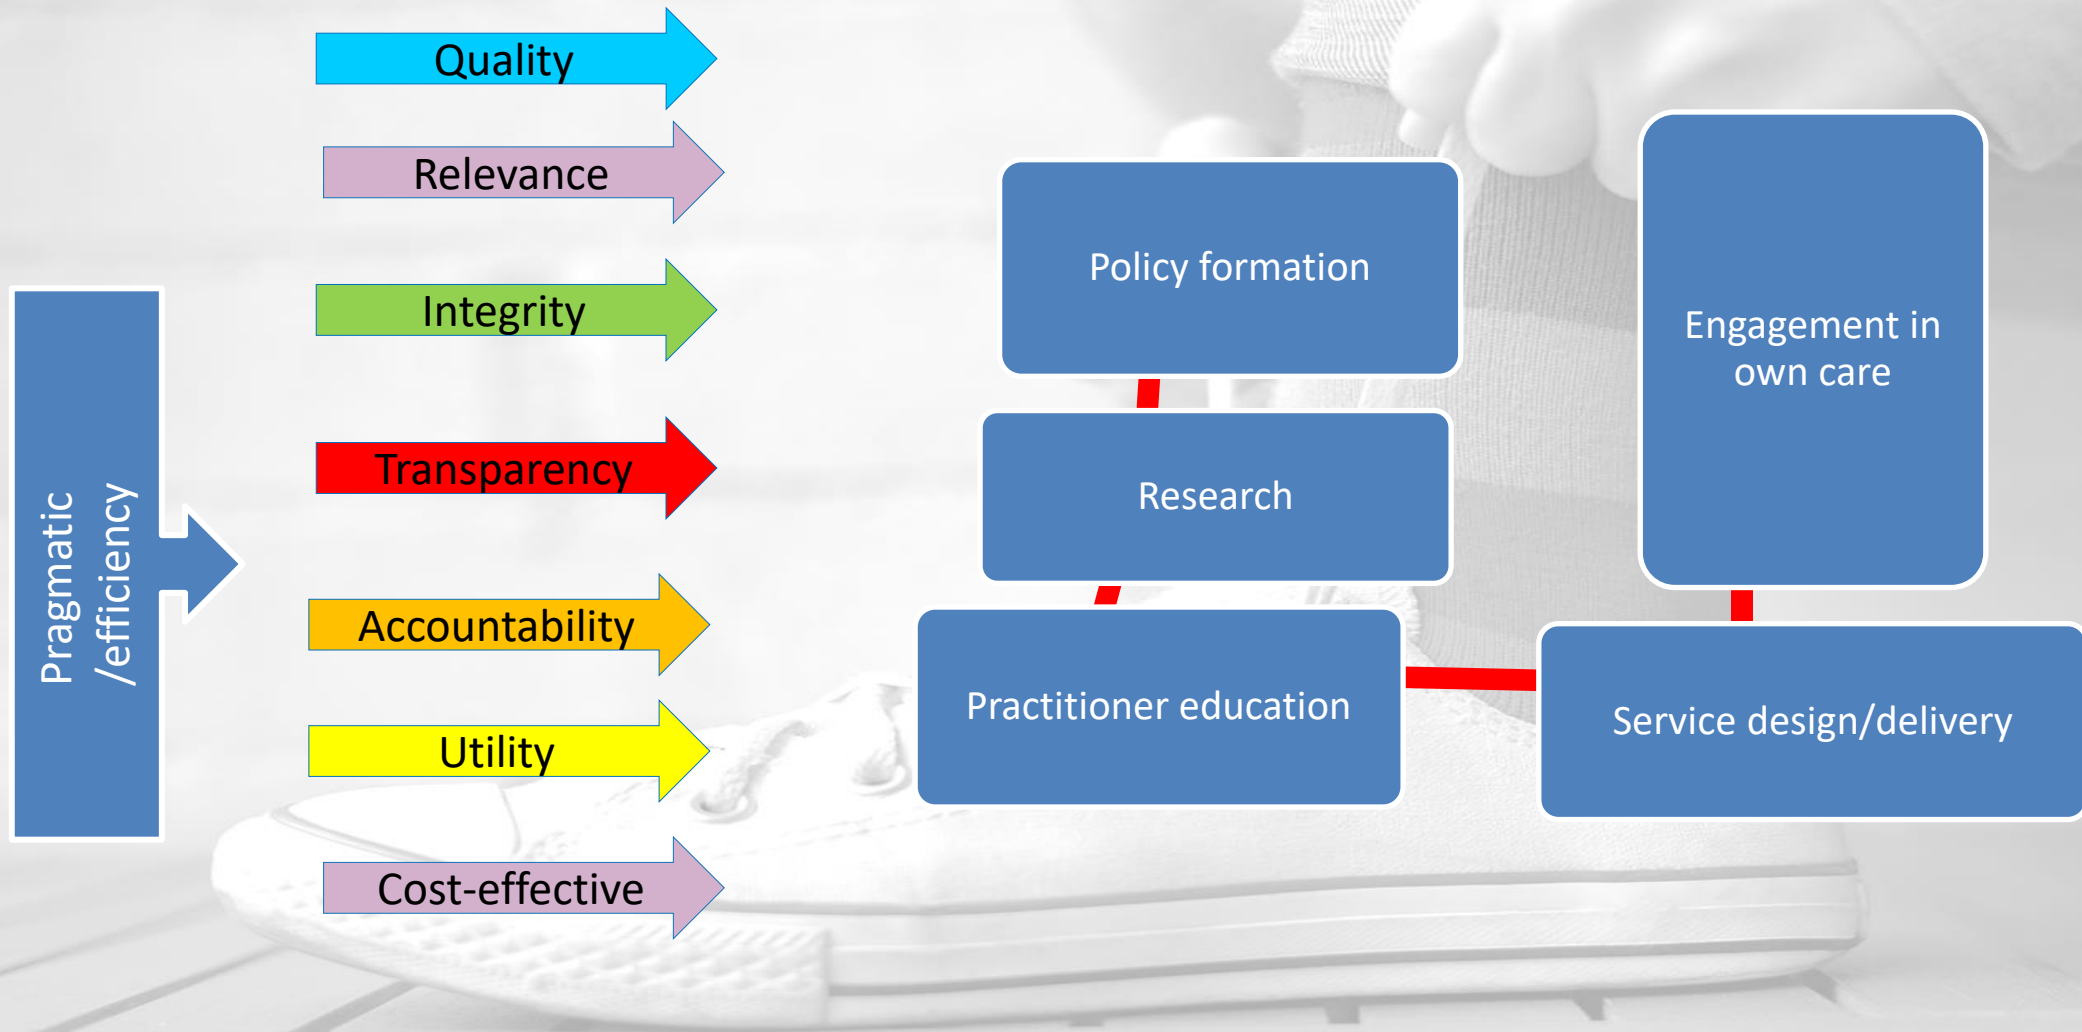 Pragmatic
/efficiency
Quality
Relevance
Integrity
Transparency
Accountability
Utility
Cost-effective
Policy formation
Research
Practitioner education
Engagement in
own care
Service design/delivery